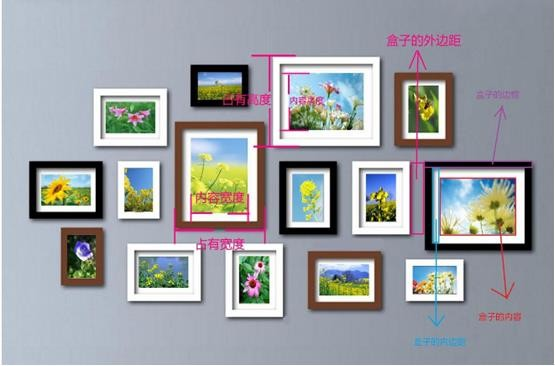 盒子的外边距
盒子的边框
占有高度
内容高度
内容宽度
占有宽度
盒子的内容
盒子的内边距